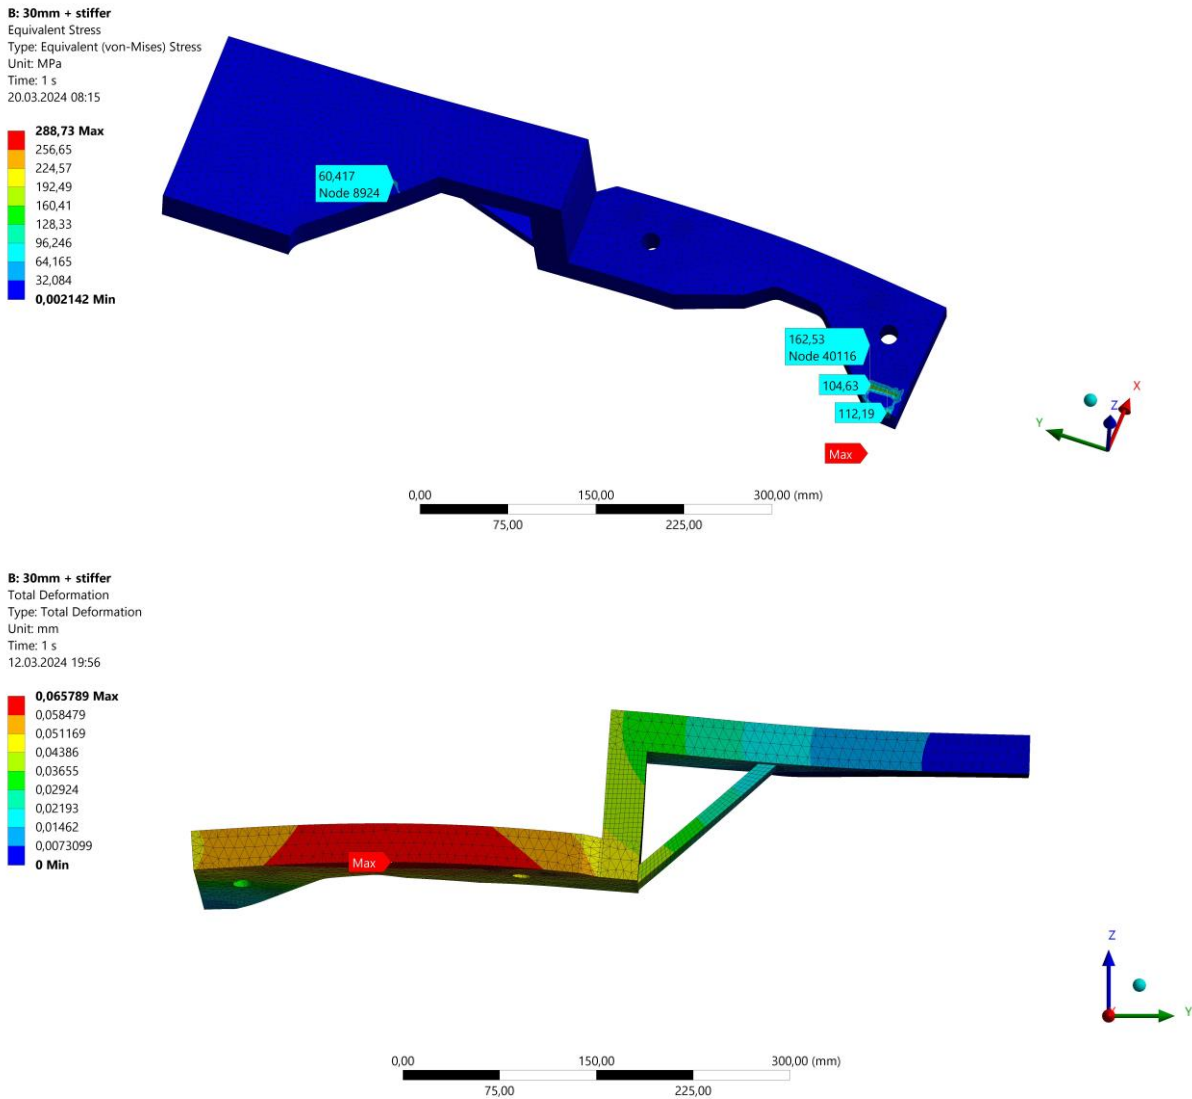 B: 30mm + stiffer
Equivalent Stress
Type: Equivalent (von-Mises) Stress
Unit: MPa
Time: 1 s
20.03.2024 08:15
288,73 Max
256,65
224,57
192,49
160,41
128,33
96,246
64,165
32,084
0,002142 Min
60,417
Node 8924
162,53
Node 40116
104,63
112,19
Max
X
Y
Z
0,00
150,00
300,00 (mm)
75,00
225,00
B: 30mm + stiffer
Total Deformation
Type: Total Deformation
Unit: mm
Time: 1 s
12.03.2024 19:56
0,065789 Max
0,058479
0,051169
0,04386
0,03655
0,02924
0,02193
0,01462
0,0073099
0 Min
Max
Z
Y
0,00
150,00
300,00 (mm)
75,00
225,00